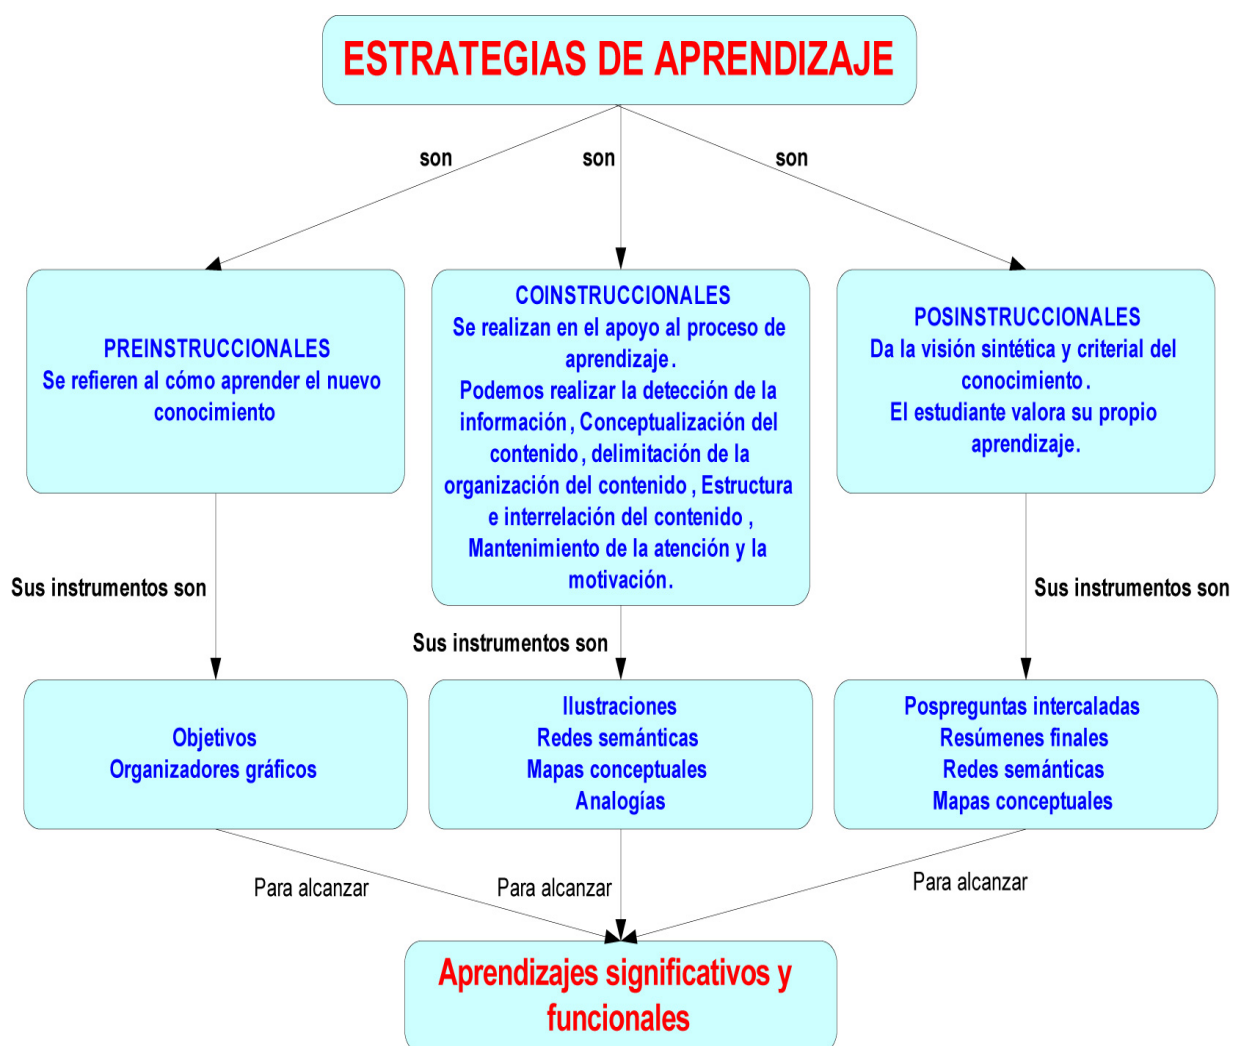 ESTRATEGIAS DE APRENDIZAJE
son
son
son
PREINSTRUCCIONALES
Se refieren al cómo aprender el nuevo
conocimiento
COINSTRUCCIONALES
Se realizan en el apoyo al proceso de
aprendizaje.
Podemos realizar la detección de la
información, Conceptualización del
contenido, delimitación de la
organización del contenido, Estructura
e interrelación del contenido,
Mantenimiento de la atención y la
motivación.
POSINSTRUCCIONALES
Da la visión sintética y criterial del
conocimiento.
El estudiante valora su propio
aprendizaje.
Sus instrumentos son
Sus instrumentos son
Sus instrumentos son
Objetivos
Organizadores gráficos
Ilustraciones
Redes semánticas
Mapas conceptuales
Analogías
Pospreguntas intercaladas
Resúmenes finales
Redes semánticas
Mapas conceptuales
Para alcanzar
Para alcanzar
Para alcanzar
Aprendizajes significativos y
funcionales